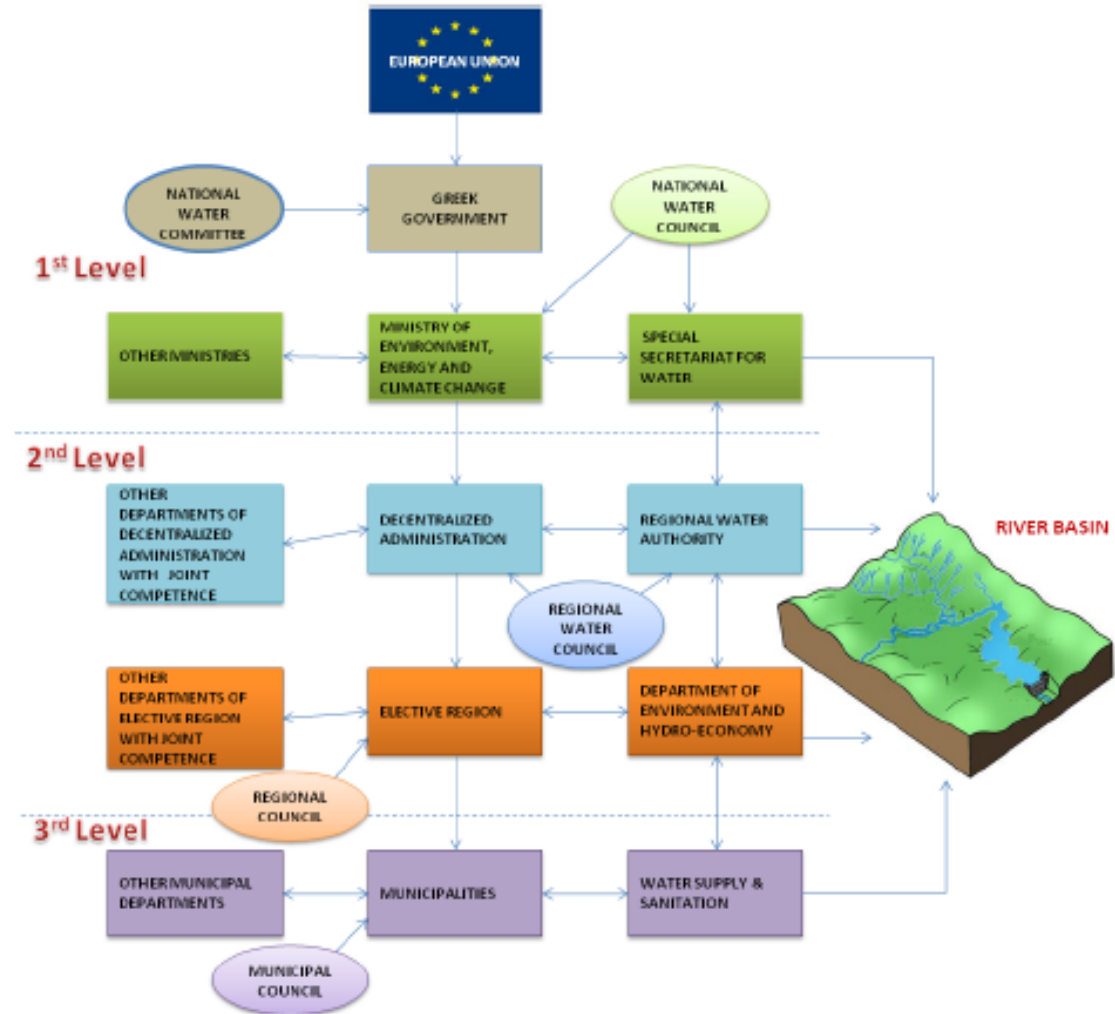 EUROPEAN UNION
NATIONAL
WATER
COMMITTEE
GREEK
GOVERNMENT
NATIONAL
WATER
COUNCIL
1st Level
OTHER MINISTRIES
MINISTRY OF
ENVIRONMENT,
ENERGY AND
CLIMATE CHANGE
SPECIAL
SECRETARIAT FOR
WATER
2nd Level
OTHER
DEPARTMENTS OF
DECENTRALIZED
ADMINISTRATION
WITH JOINT
COMPETENCE
DECENTRALIZED
ADMINISTRATION
REGIONAL WATER
AUTHORITY
RIVER BASIN
REGIONAL
WATER
COUNCIL
OTHER
DEPARTMENTS OF
ELECTIVE REGION
WITH JOINT
COMPETENCE
ELECTIVE REGION
DEPARTMENT OF
ENVIRONMENT AND
HYDRO-ECONOMY
REGIONAL
COUNCIL
3rd Level
OTHER MUNICIPAL
DEPARTMENTS
MUNICIPALITIES
WATER SUPPLY &
SANITATION
MUNICIPAL
COUNCIL